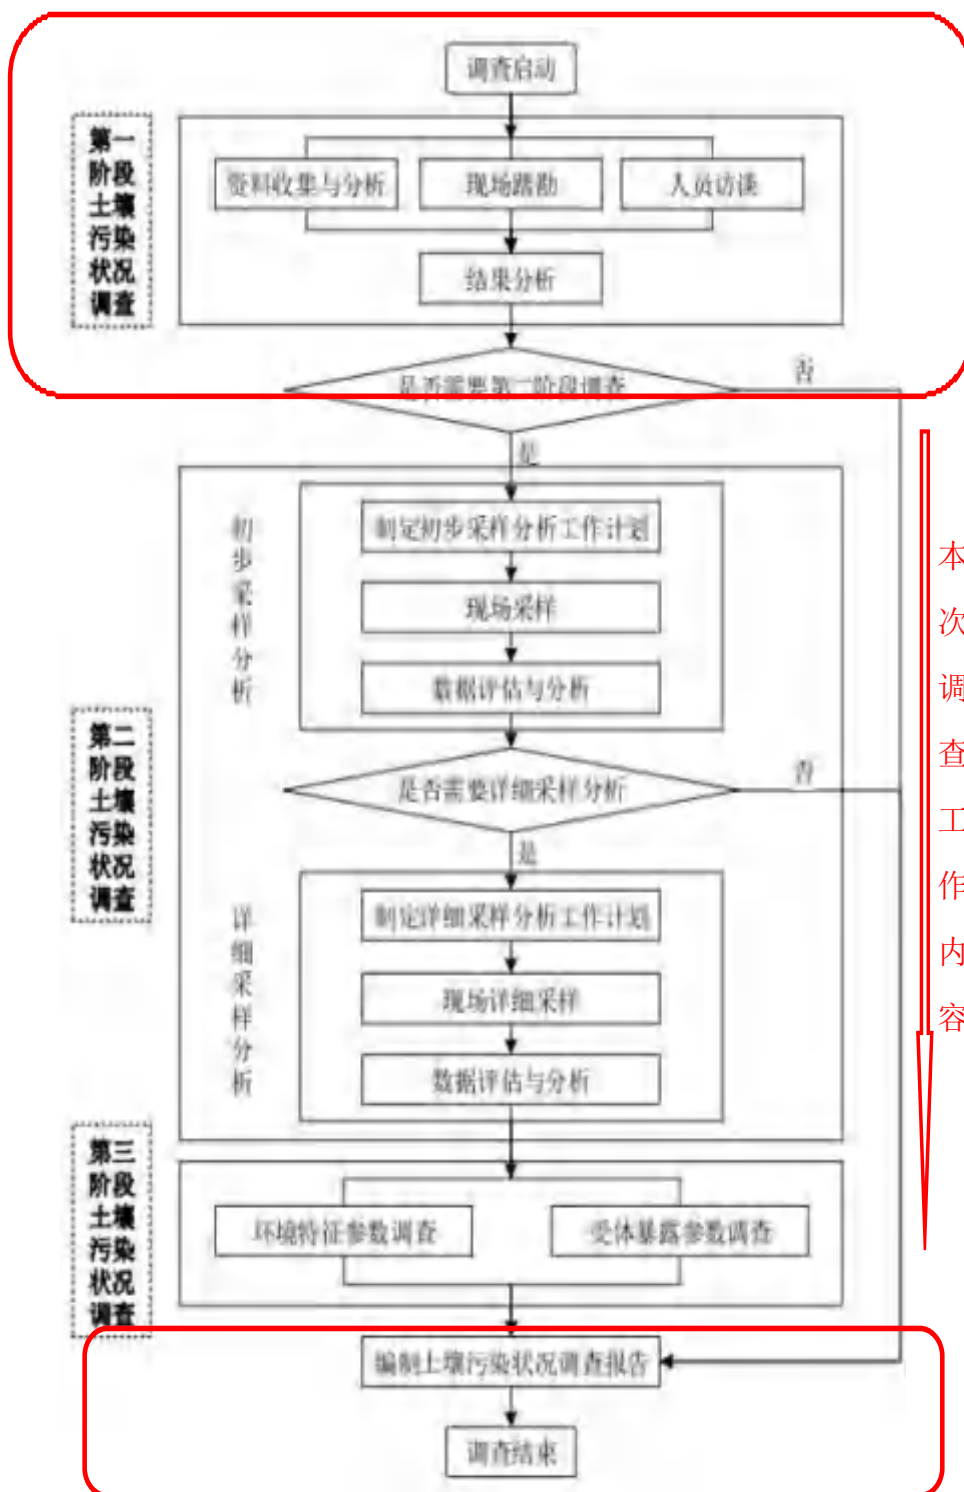 调查启动
第一
阶段
土壤
污染
状况
调查
资料收集与分析
现场踏勘
人员访谈
结果分析
是否需要第二阶段调查
否
是
初步采样分析
制定初步采样分析工作计划
现场采样
数据评估与分析
第二
阶段
土壤
污染
状况
调查
是否需要详细采样分析
否
是
详细采样分析
制定详细采样分析工作计划
现场详细采样
数据评估与分析
本次调查工作内容
第三
阶段
土壤
污染
状况
调查
环境特征参数调查
受体暴露参数调查
编制土壤污染状况调查报告
调查结束